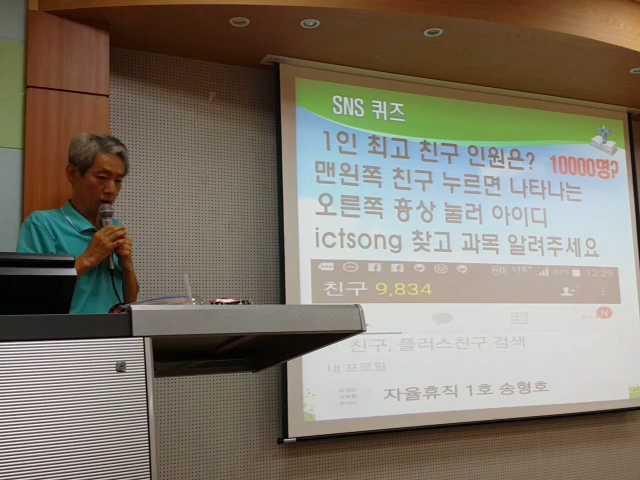 SNS 퀴즈
1인 최고 친구 인원은? 10000명?
맨왼쪽 친구 누르면 나타나는
오른쪽 흉상 눌러 아이디
ictsong 찾고 과목 알려주세요
LTE 96% 12:29
친구 9,834
N
친구, 플러스친구 검색
내 프로필
자율휴직 1호 송형호